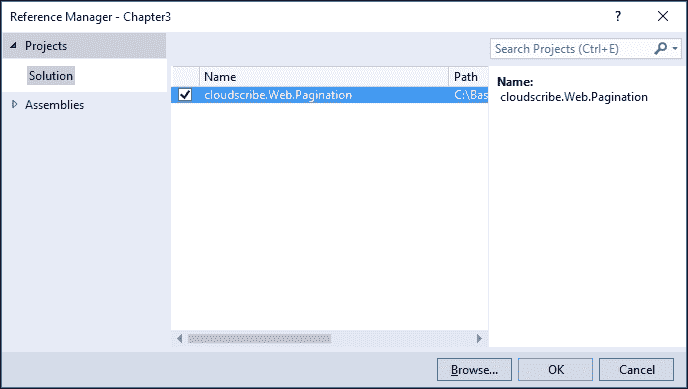 Reference Manager - Chapter3
Projects
Solution
Assemblies
Search Projects (Ctrl+E)
Name Path
cloudscribe.Web.Pagination C:\Bas
Name:
cloudscribe.Web.Pagination
Browse... OK Cancel